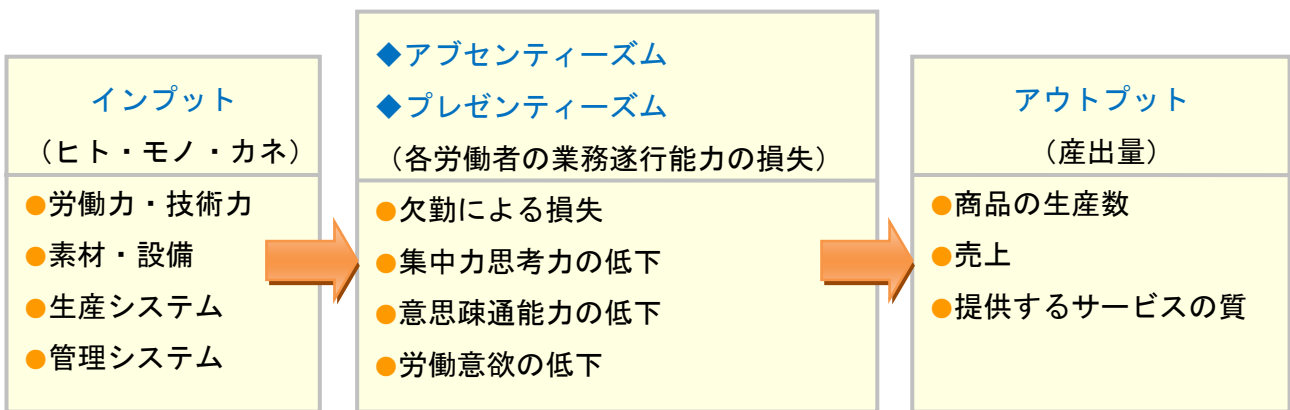 インプット
（ヒト・モノ・カネ）
●労働力・技術力
●素材・設備
●生産システム
●管理システム
◆アブセンティーズム
◆プレゼンティーズム
（各労働者の業務遂行能力の損失）
●欠勤による損失
●集中力思考力の低下
●意思疎通能力の低下
●労働意欲の低下
アウトプット
（産出量）
●商品の生産数
●売上
●提供するサービスの質